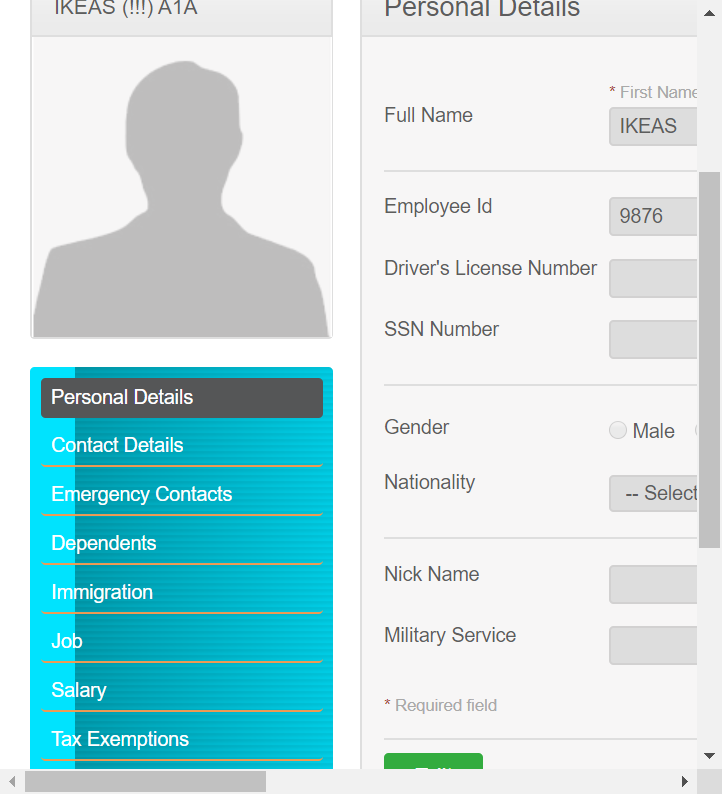 IKEAS (!!!) A1A
Personal Details
Contact Details
Emergency Contacts
Dependents
Immigration
Job
Salary
Tax Exemptions
Personal Details
* First Name
Full Name
IKEAS
Employee Id
9876
Driver's License Number
SSN Number
Gender
Male
Nationality
-- Select
Nick Name
Military Service
* Required field